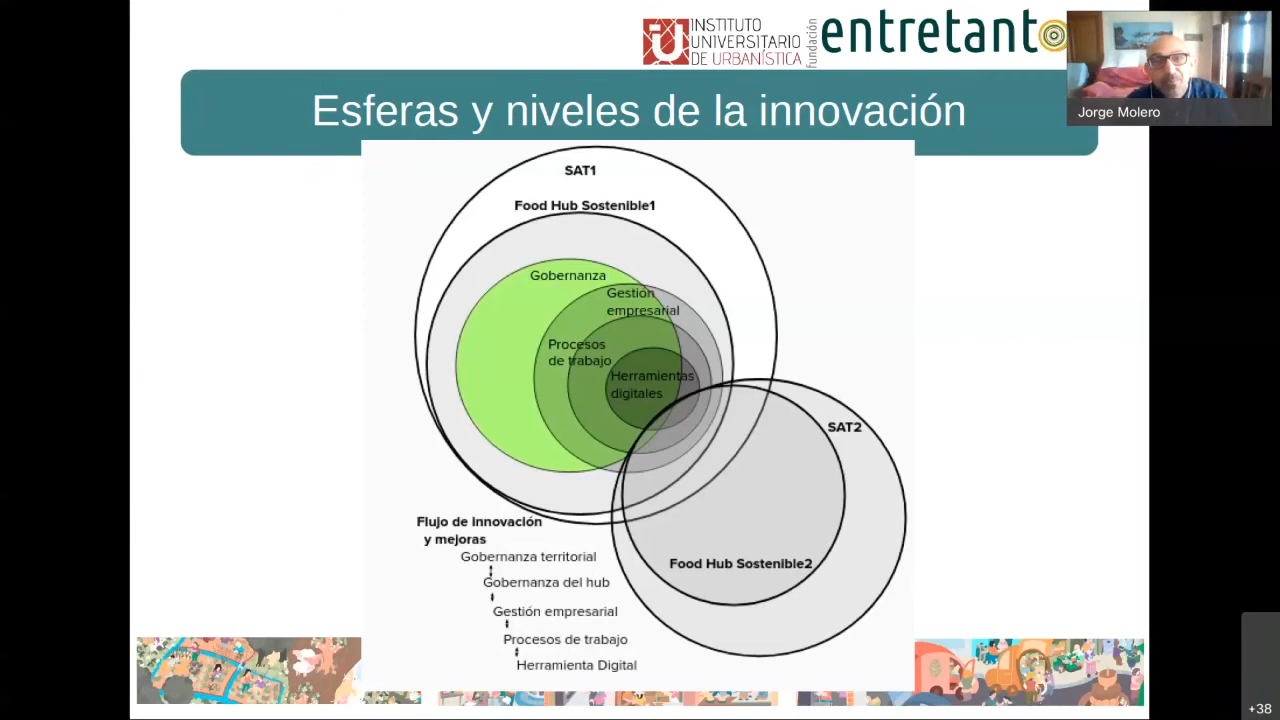 INSTITUTO
UNIVERSITARIO
DE URBANÍSTICA
fundación
entretanto
Jorge Molero
Esferas y niveles de la innovación
SAT1
Food Hub Sostenible1
Gobernanza
Gestión
empresarial
Procesos
de trabajo
Herramientas
digitales
SAT2
Food Hub Sostenible2
Flujo de innovación
y mejoras
Gobernanza territorial
Gobernanza del hub
Gestión empresarial
Procesos de trabajo
Herramienta Digital
+38